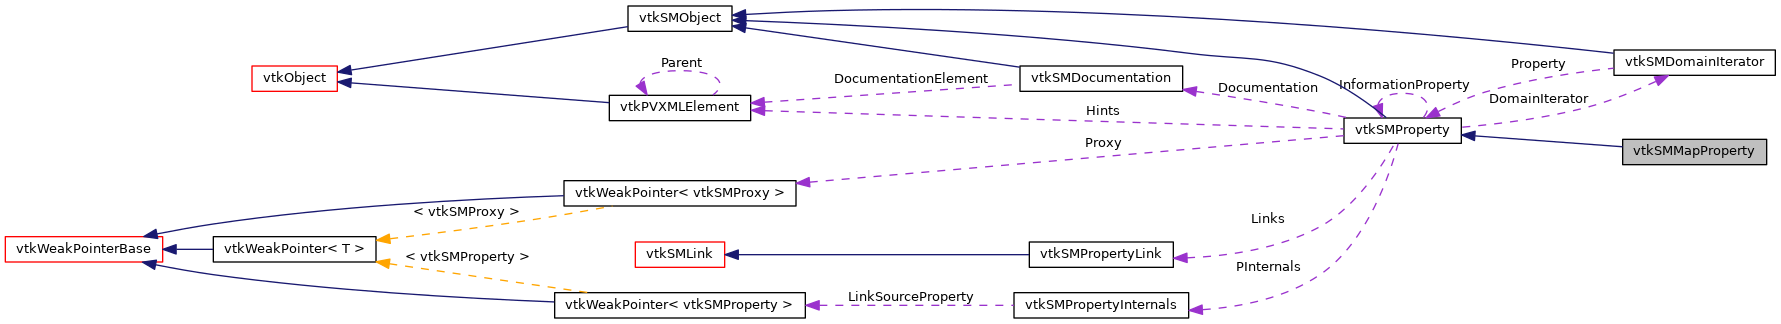 vtkSMObject
vtkSMDomainIterator
Parent
Property
vtkObject
DocumentationElement
vtkSMDocumentation
InformationProperty
Documentation
DomainIterator
vtkPVXMLElement
Hints
vtkSMProperty
Proxy
vtkSMMapProperty
vtkWeakPointer< vtkSMProxy >
< vtkSMProxy >
Links
vtkWeakPointerBase
vtkWeakPointer< T >
vtkSMLink
vtkSMPropertyLink
< vtkSMProperty >
PInternals
LinkSourceProperty
vtkWeakPointer< vtkSMProperty >
vtkSMPropertyInternals